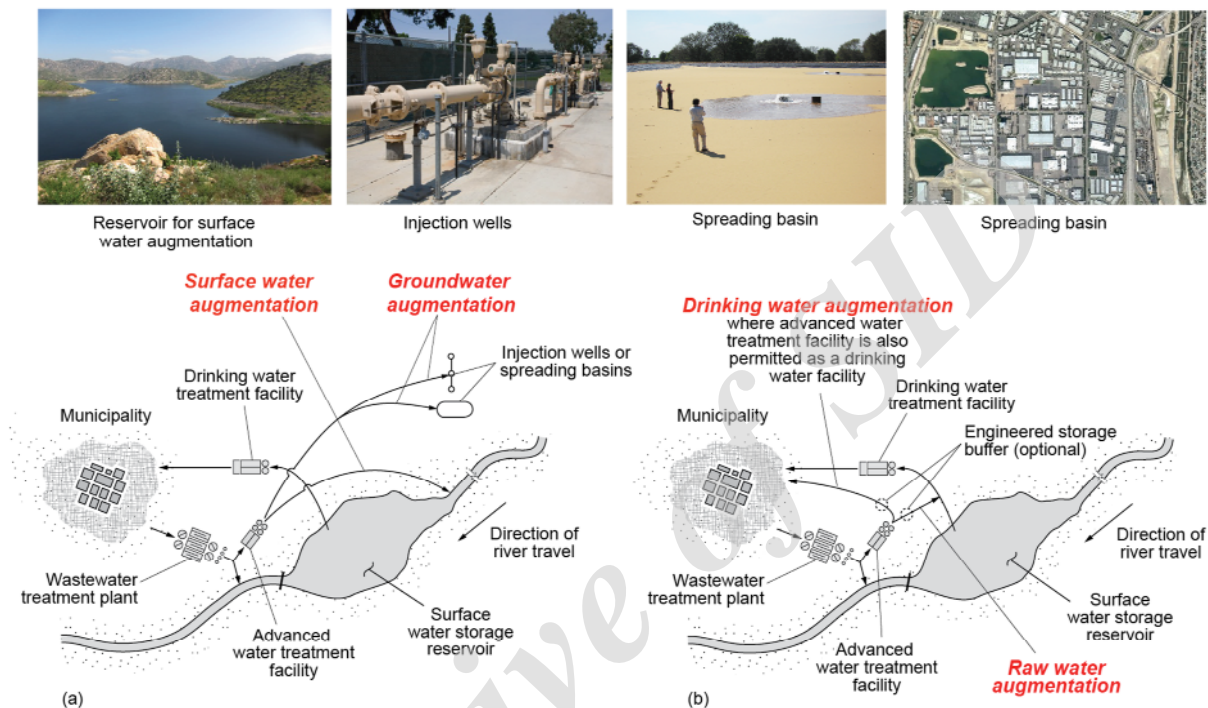 Reservoir for surface
water augmentation
Injection wells
Spreading basin
Spreading basin
Surface water
augmentation
Groundwater
augmentation
Injection wells or
spreading basins
Drinking water
treatment facility
Municipality
Direction of
river travel
Wastewater
treatment plant
Surface
water storage
reservoir
Advanced
water treatment
facility
(a)
Drinking water augmentation
where advanced water
treatment facility is also
permitted as a drinking
water facility
Drinking water
treatment facility
Municipality
Engineered storage
buffer (optional)
Direction of
river travel
Wastewater
treatment plant
Surface
water storage
reservoir
Advanced
water treatment
facility
Raw water
augmentation
(b)
ive of SID